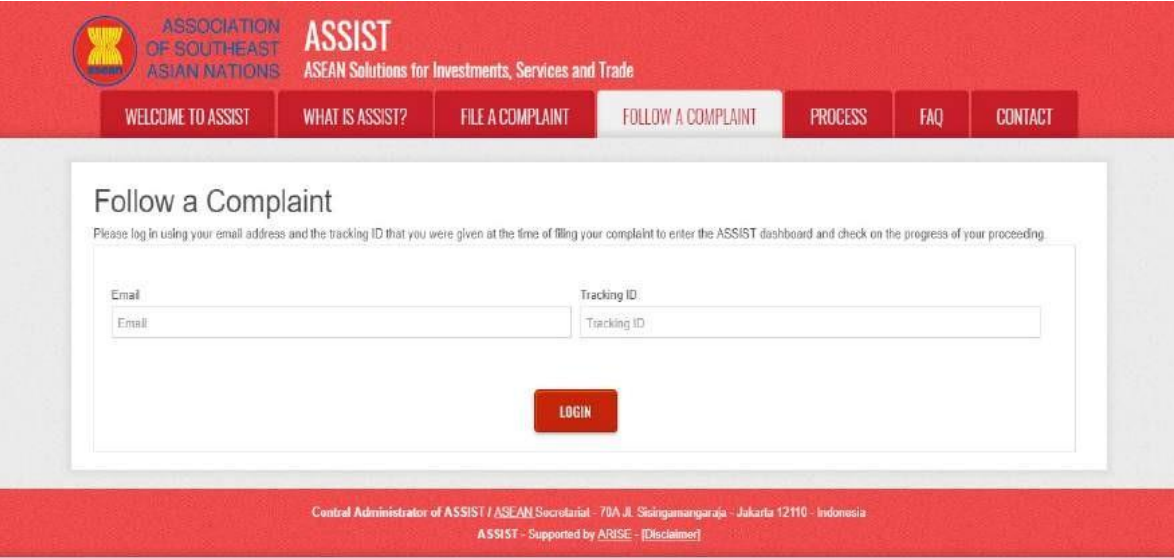 ASSOCIATION
OF SOUTHEAST
ASIAN NATIONS
asean
ASSIST
ASEAN Solutions for Investments, Services and Trade
WELCOME TO ASSIST WHAT IS ASSIST? FILE A COMPLAINT FOLLOW A COMPLAINT PROCESS FAQ CONTACT
Follow a Complaint
Please log in using your email address and the tracking ID that you were given at the time of filing your complaint to enter the ASSIST dashboard and check on the progress of your proceeding.
Email Tracking ID
Email Tracking ID
LOGIN
Central Administrator of ASSIST / ASEAN Secretariat - 70A Jl. Sisingamangaraja - Jakarta 12110 - Indonesia
ASSIST - Supported by ARISE - [Disclaimer]